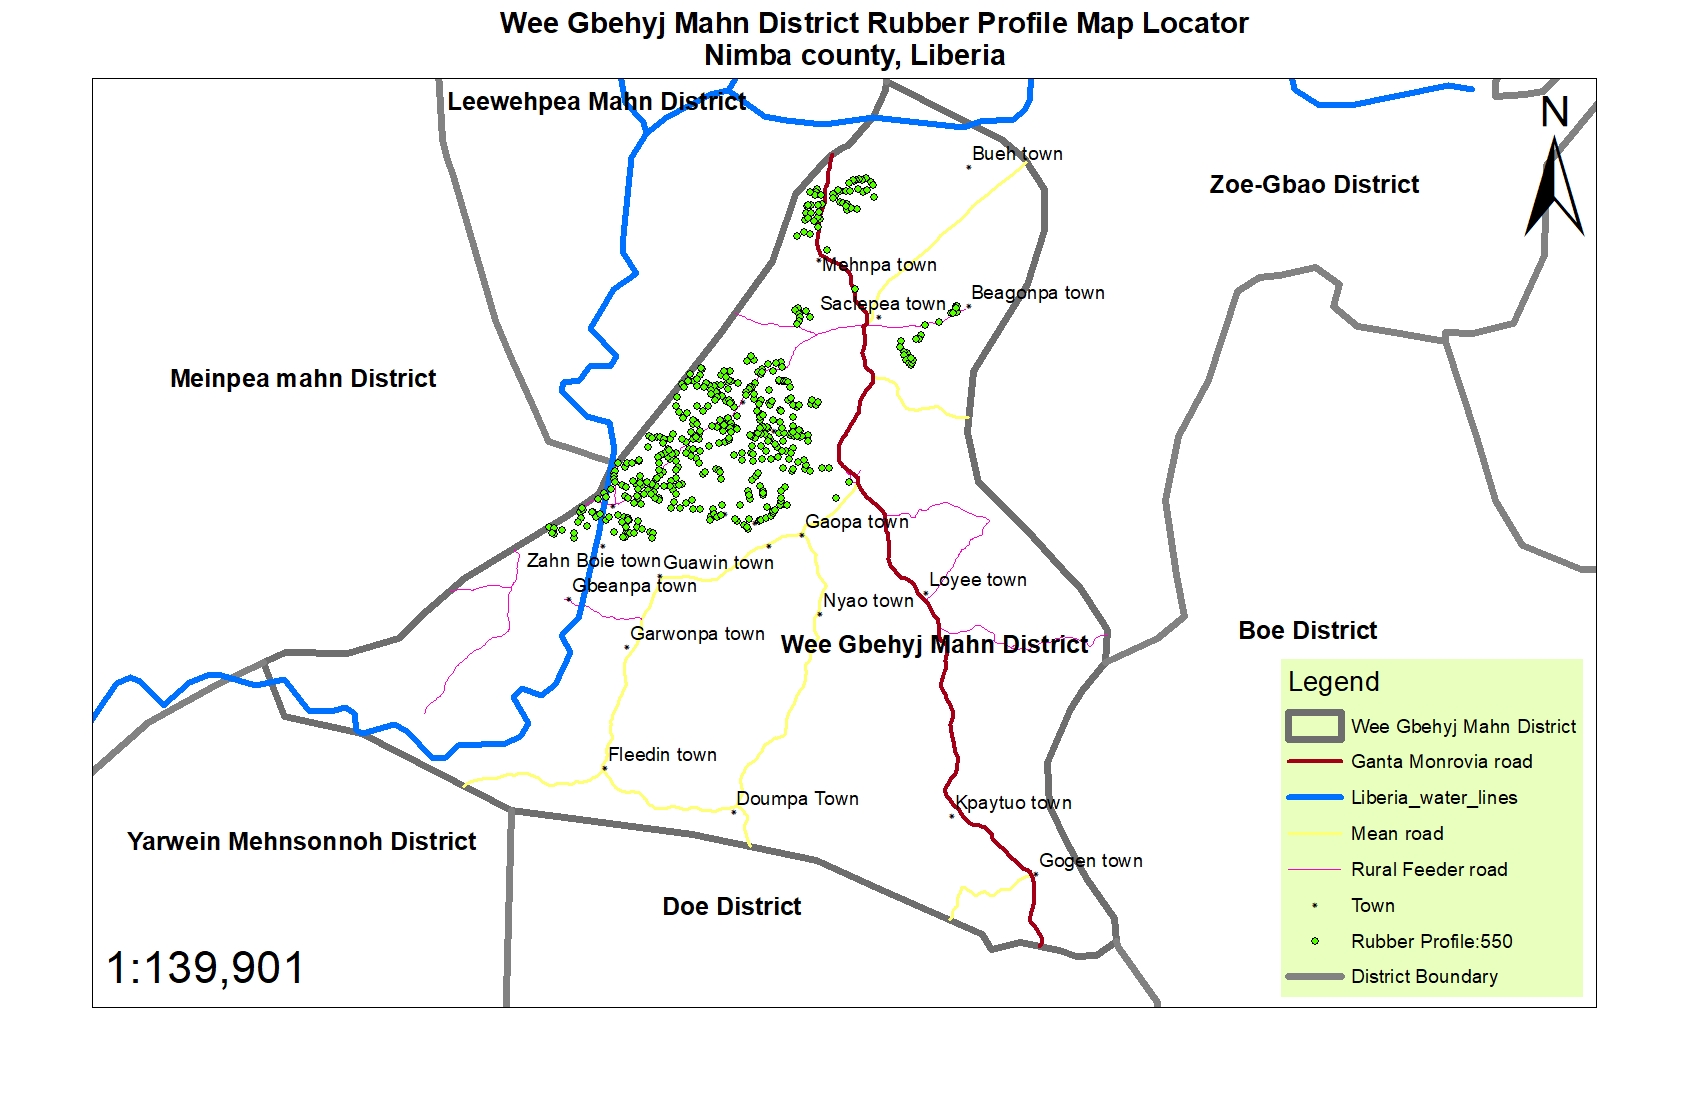 Wee Gbehyj Mahn District Rubber Profile Map Locator
Nimba county, Liberia
Leewehpea Mahn District
N
Bueh town
Zoe-Gbao District
Mehnpa town
Beagonpa town
Saclepea town
Meinpea mahn District
Gaopa town
Zahn Boie town
Guawin town
Gbeanpa town
Loyee town
Nyao town
Garwonpa town
Wee Gbehyj Mahn District
Boe District
Fleedin town
Doumpa Town
Kpaytuo town
Yarwein Mehnsonnoh District
Gogen town
Doe District
1:139,901
Legend
Wee Gbehyj Mahn District
Ganta Monrovia road
Liberia_water_lines
Mean road
Rural Feeder road
Town
Rubber Profile:550
District Boundary